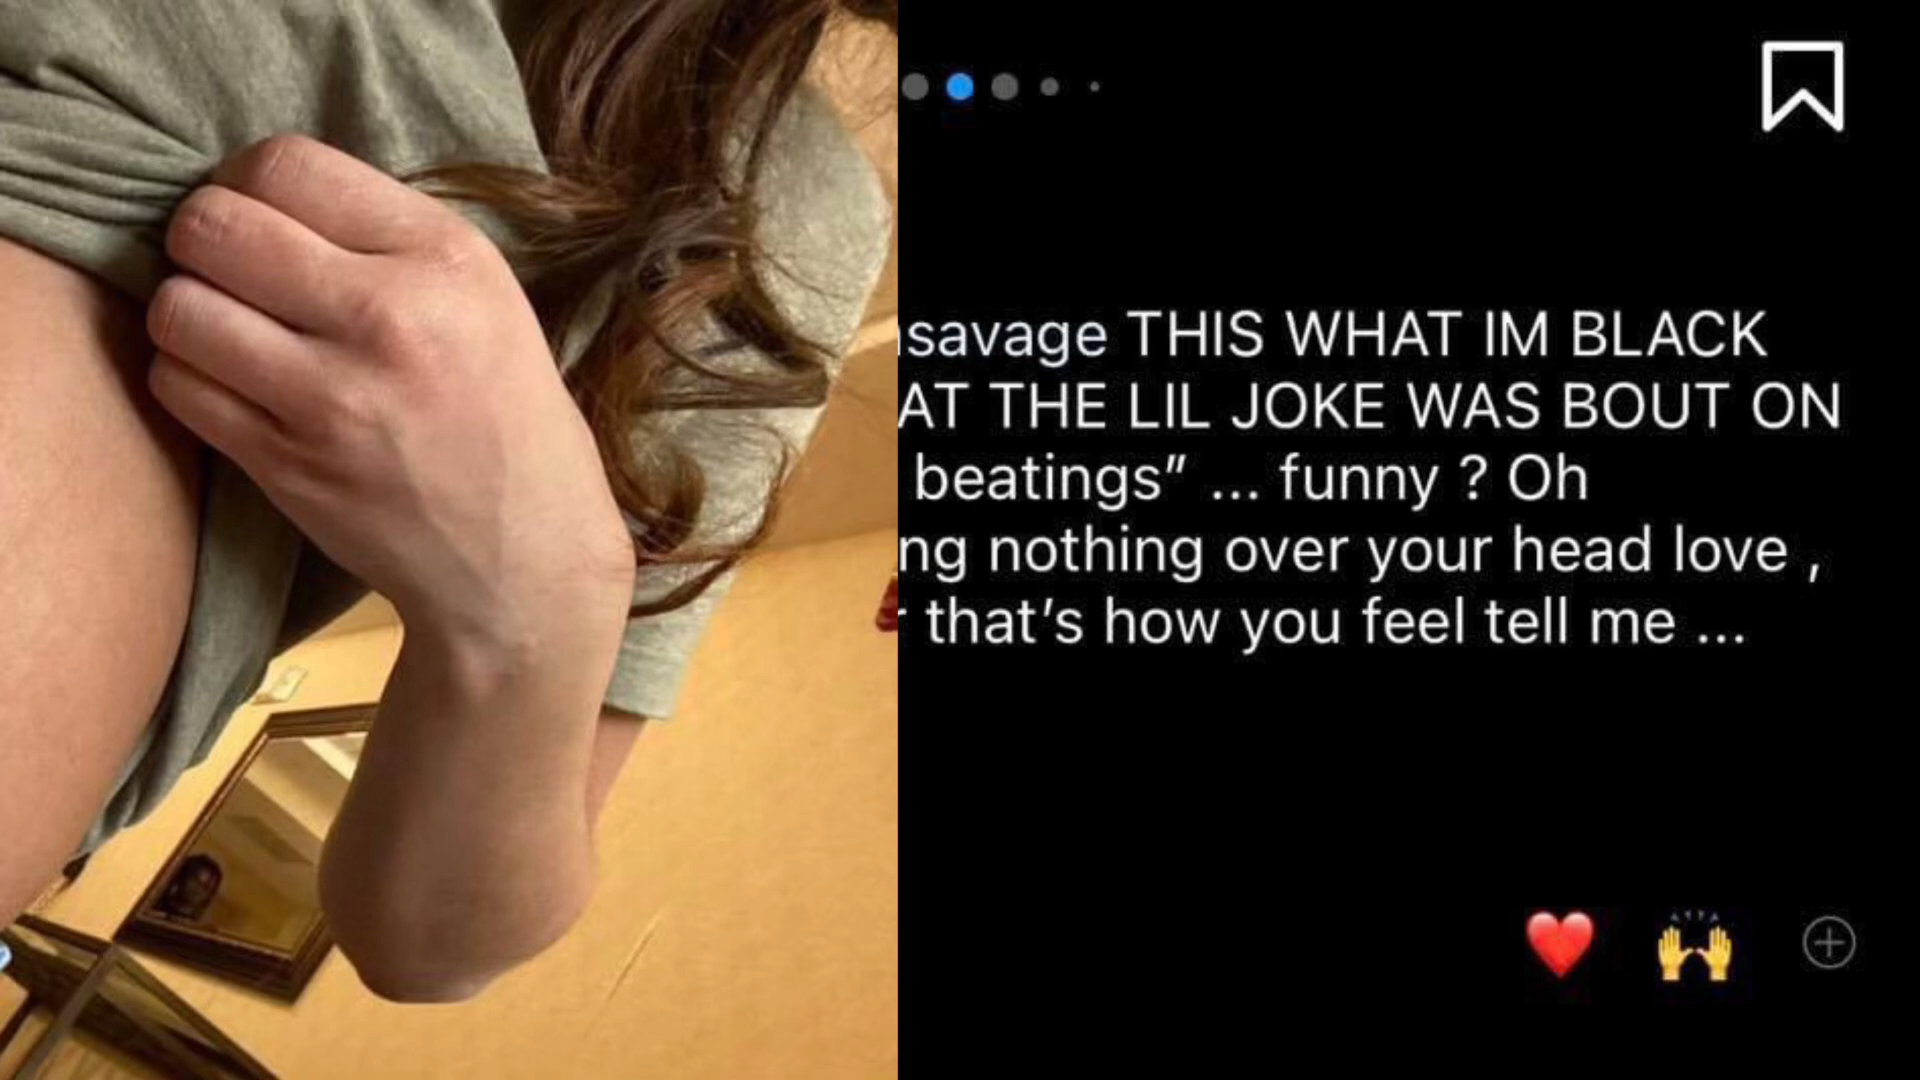 savage THIS WHAT IM BLACK
AT THE LIL JOKE WAS BOUT ON
beatings” ... funny ? Oh
ng nothing over your head love ,
that’s how you feel tell me ...